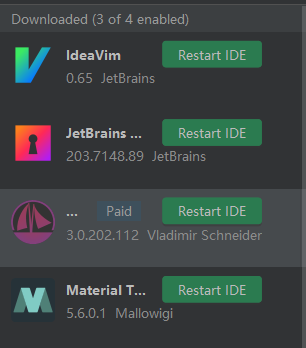 Downloaded (3 of 4 enabled)
IdeaVim Restart IDE
0.65 JetBrains
JetBrains ... Restart IDE
203.7148.89 JetBrains
... Paid Restart IDE
3.0.202.112 Vladimir Schneider
Material T... Restart IDE
5.6.0.1 Mallowigi